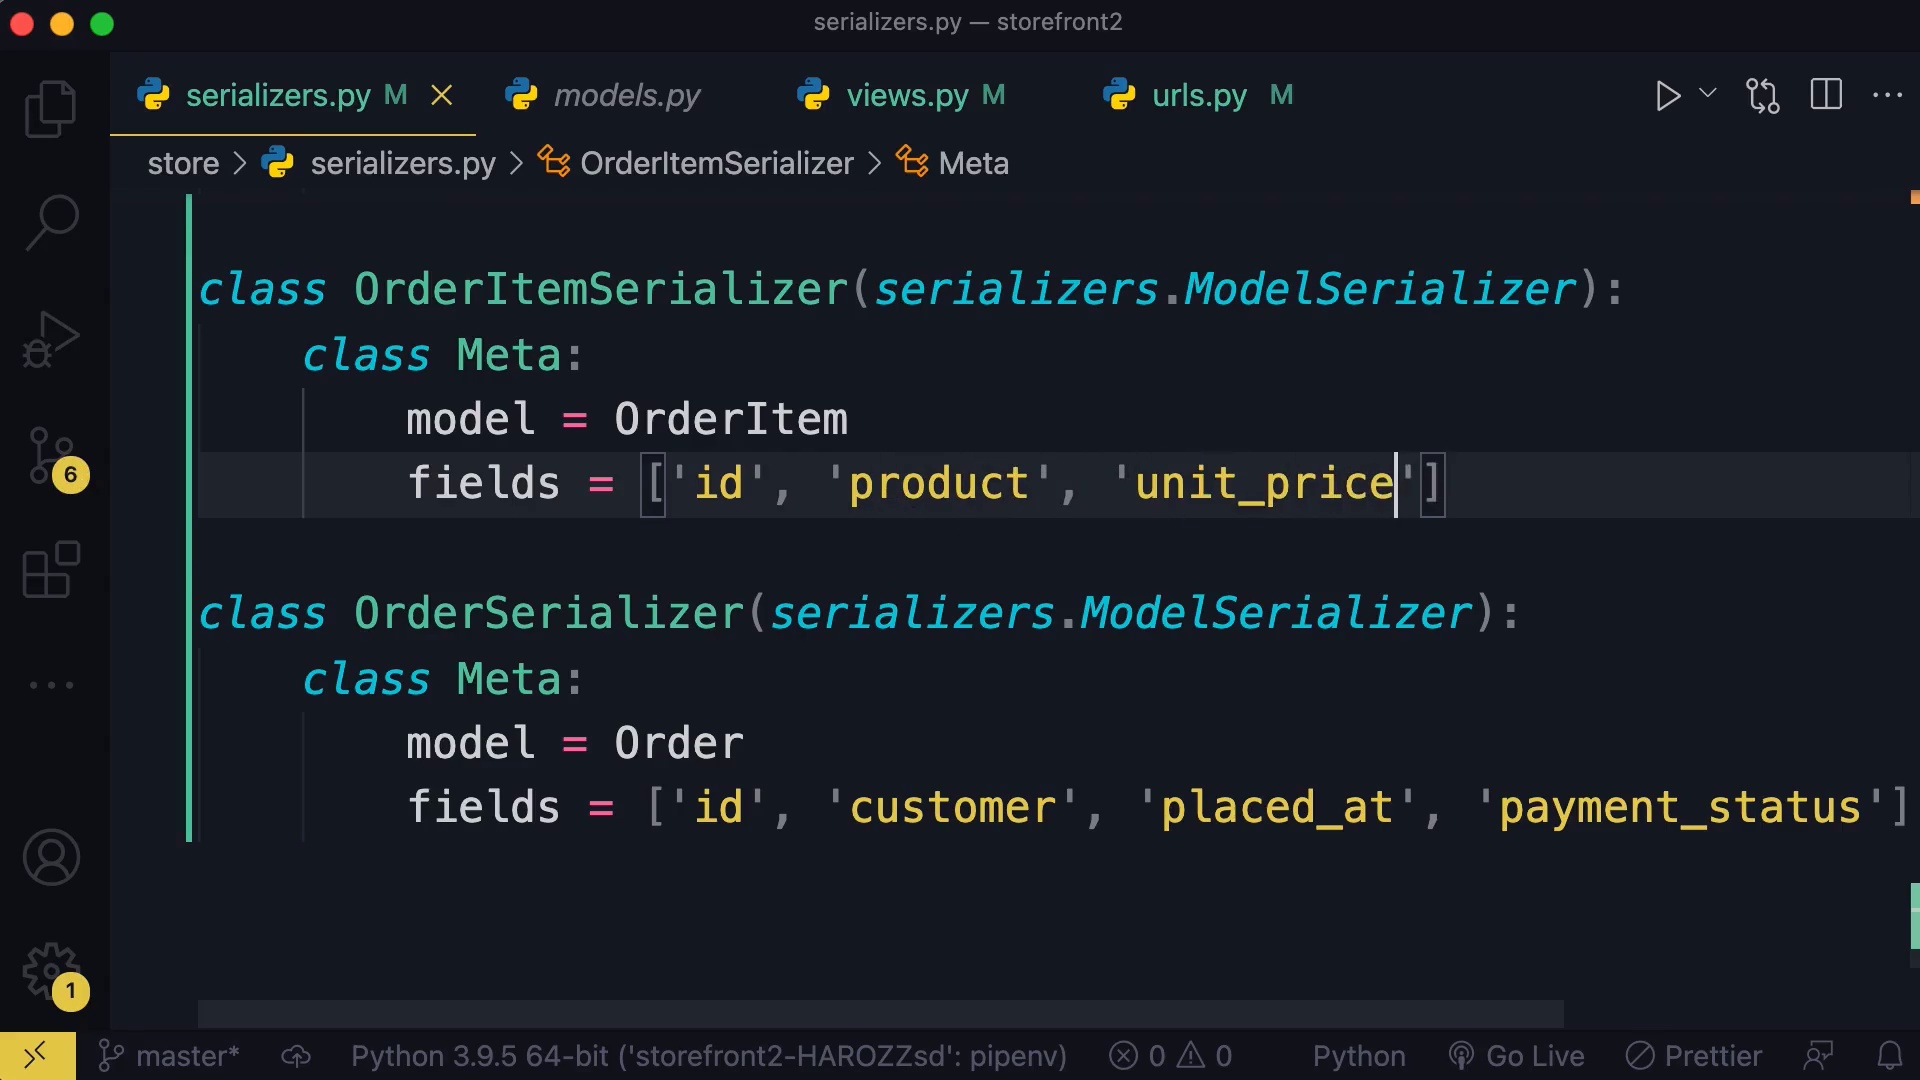 serializers.py — storefront2
serializers.py M models.py views.py M urls.py M
store > serializers.py > OrderItemSerializer > Meta
class OrderItemSerializer(serializers.ModelSerializer):
class Meta:
model = OrderItem
fields = ['id', 'product', 'unit_price']
class OrderSerializer(serializers.ModelSerializer):
class Meta:
model = Order
fields = ['id', 'customer', 'placed_at', 'payment_status']
6
1
master* Python 3.9.5 64-bit ('storefront2-HAROZZsd': pipenv) 0 0 Python Go Live Prettier